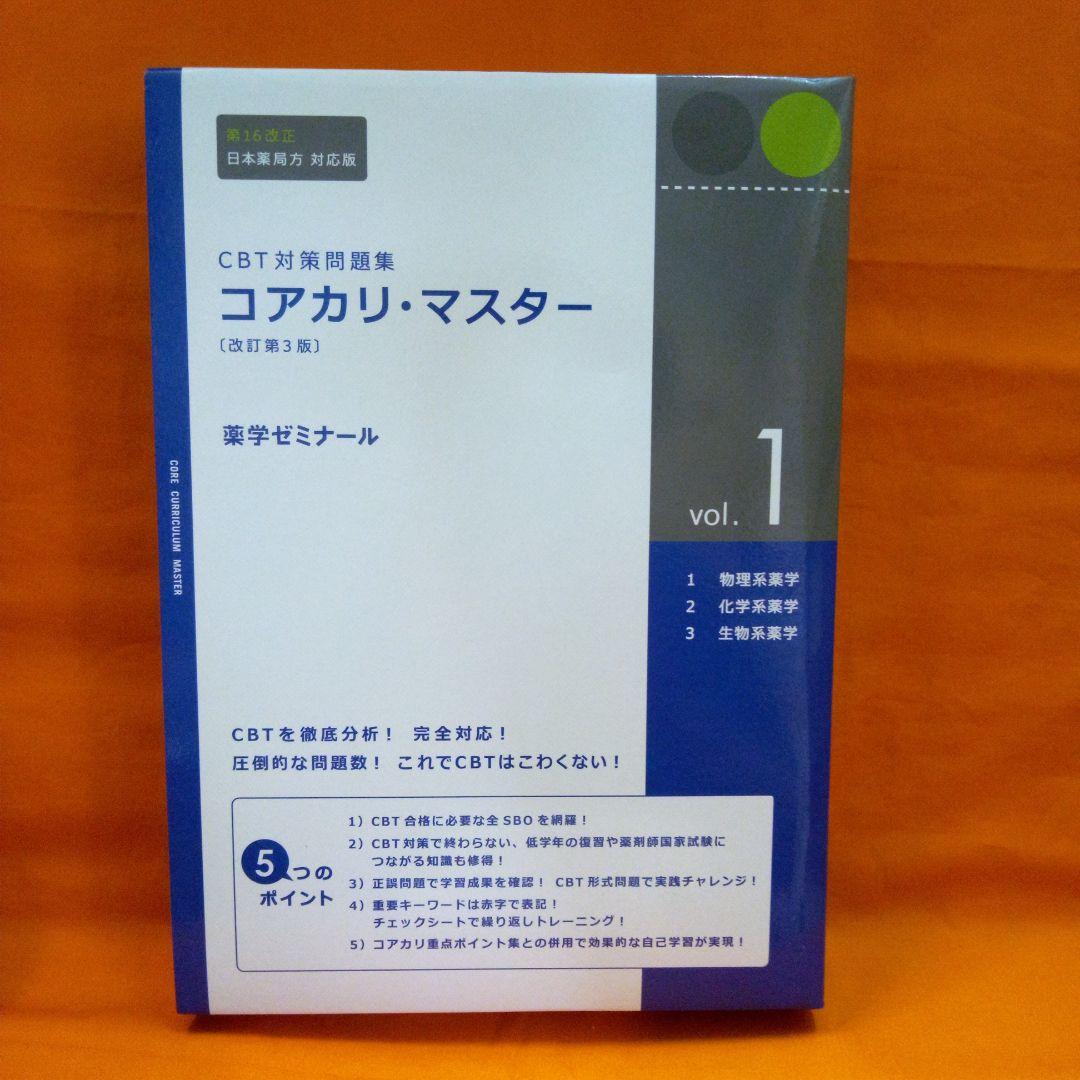 第16改正
日本薬局方 対応版
CBT対策問題集
コアカリ・マスター
〔改訂第3版〕
薬学ゼミナール
CORE CURRICULUM MASTER
vol. 1
1 物理系薬学
2 化学系薬学
3 生物系薬学
CBTを徹底分析! 完全対応!
圧倒的な問題数! これでCBTはこわくない!
5つの
ポイント
1) CBT合格に必要な全SBOを網羅!
2) CBT対策で終わらない、低学年の復習や薬剤師国家試験に
つながる知識も修得!
3) 正誤問題で学習成果を確認! CBT形式問題で実践チャレンジ!
4) 重要キーワードは赤字で表記!
チェックシートで繰り返しトレーニング!
5) コアカリ重点ポイント集との併用で効果的な自己学習が実現!